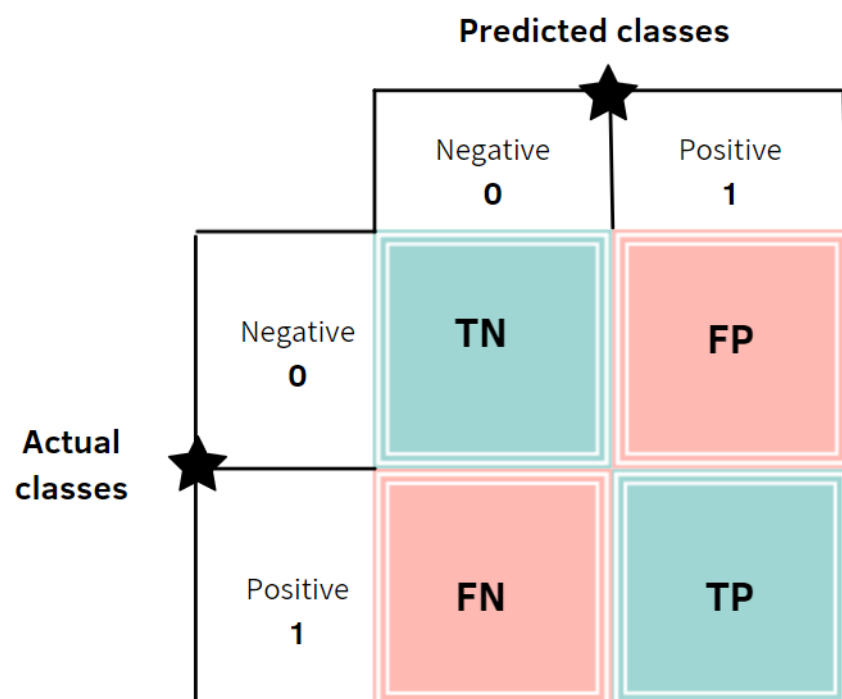 Predicted classes
Negative
Positive
0
1
Negative
0
TN
FP
Actual
classes
Positive
1
FN
TP